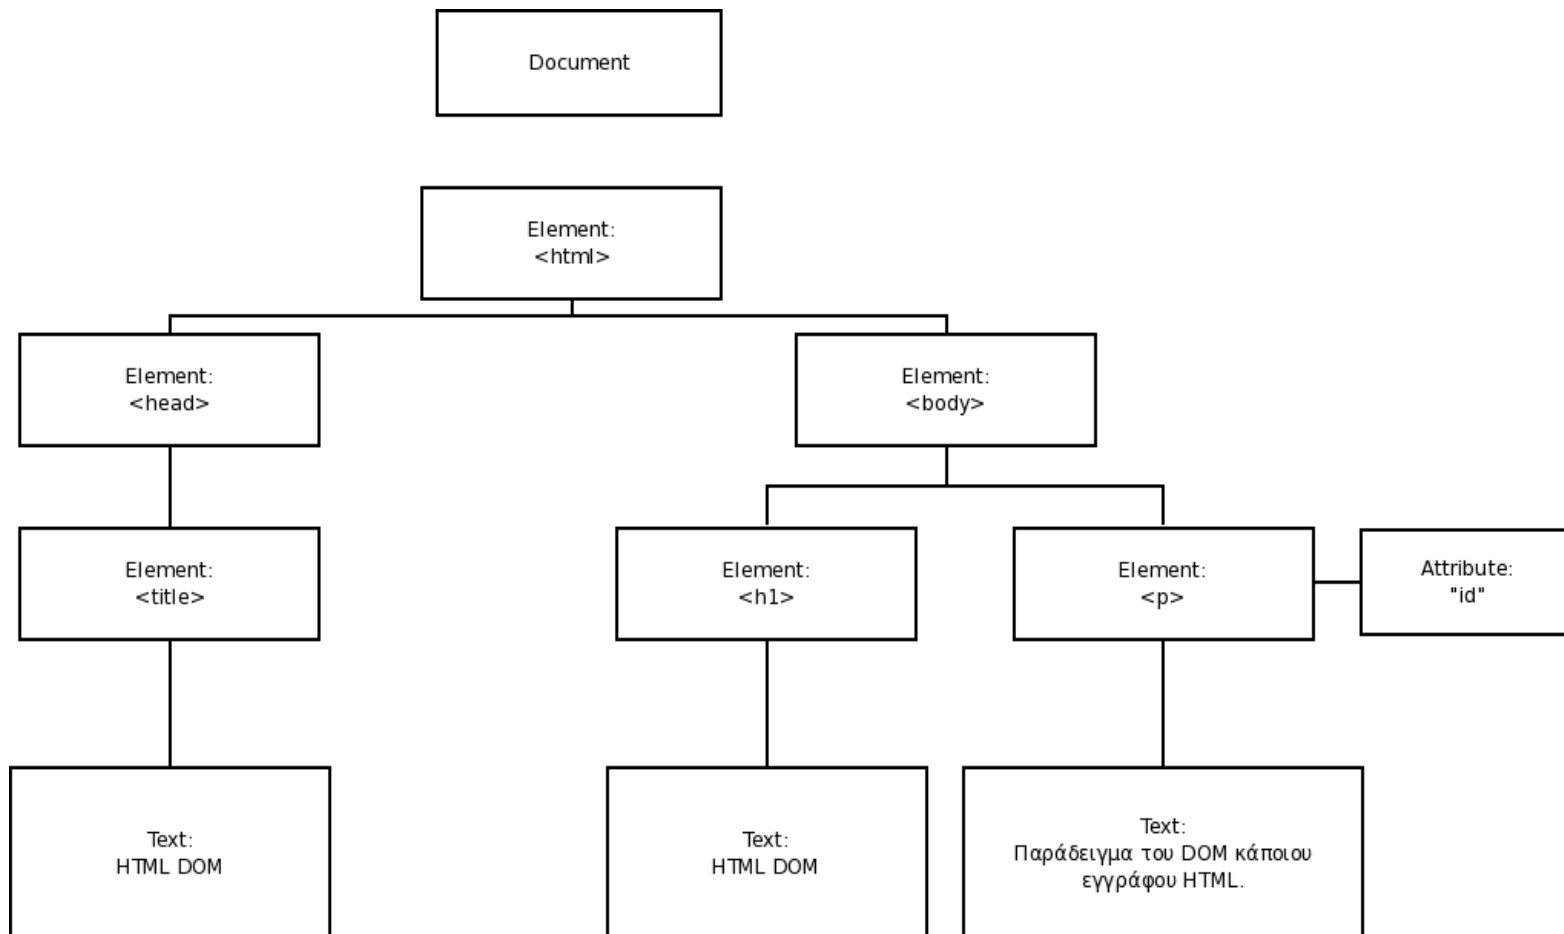 Document
Element:
<html>
Element:
<head>
Element:
<body>
Element:
<title>
Element:
<h1>
Element:
<p>
Attribute:
"id"
Text:
HTML DOM
Text:
HTML DOM
Text:
Παράδειγμα του DOM κάποιου
εγγράφου HTML.